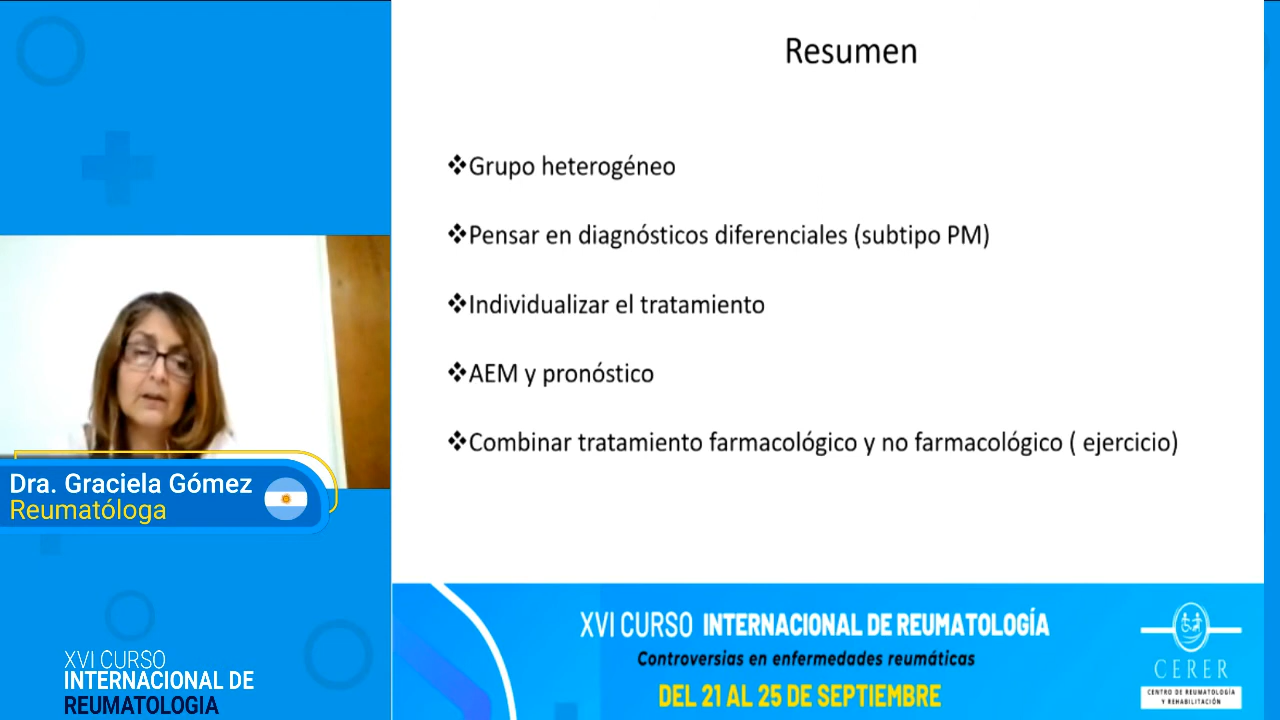 Resumen
❖Grupo heterogéneo
❖Pensar en diagnósticos diferenciales (subtipo PM)
❖Individualizar el tratamiento
❖AEM y pronóstico
❖Combinar tratamiento farmacológico y no farmacológico ( ejercicio)
Dra. Graciela Gómez
Reumatóloga
XVI CURSO
INTERNACIONAL DE
REUMATOLOGIA
XVI CURSO INTERNACIONAL DE REUMATOLOGÍA
Controversias en enfermedades reumáticas
DEL 21 AL 25 DE SEPTIEMBRE
CERER
CENTRO DE REUMATOLOGÍA
Y REHABILITACIÓN